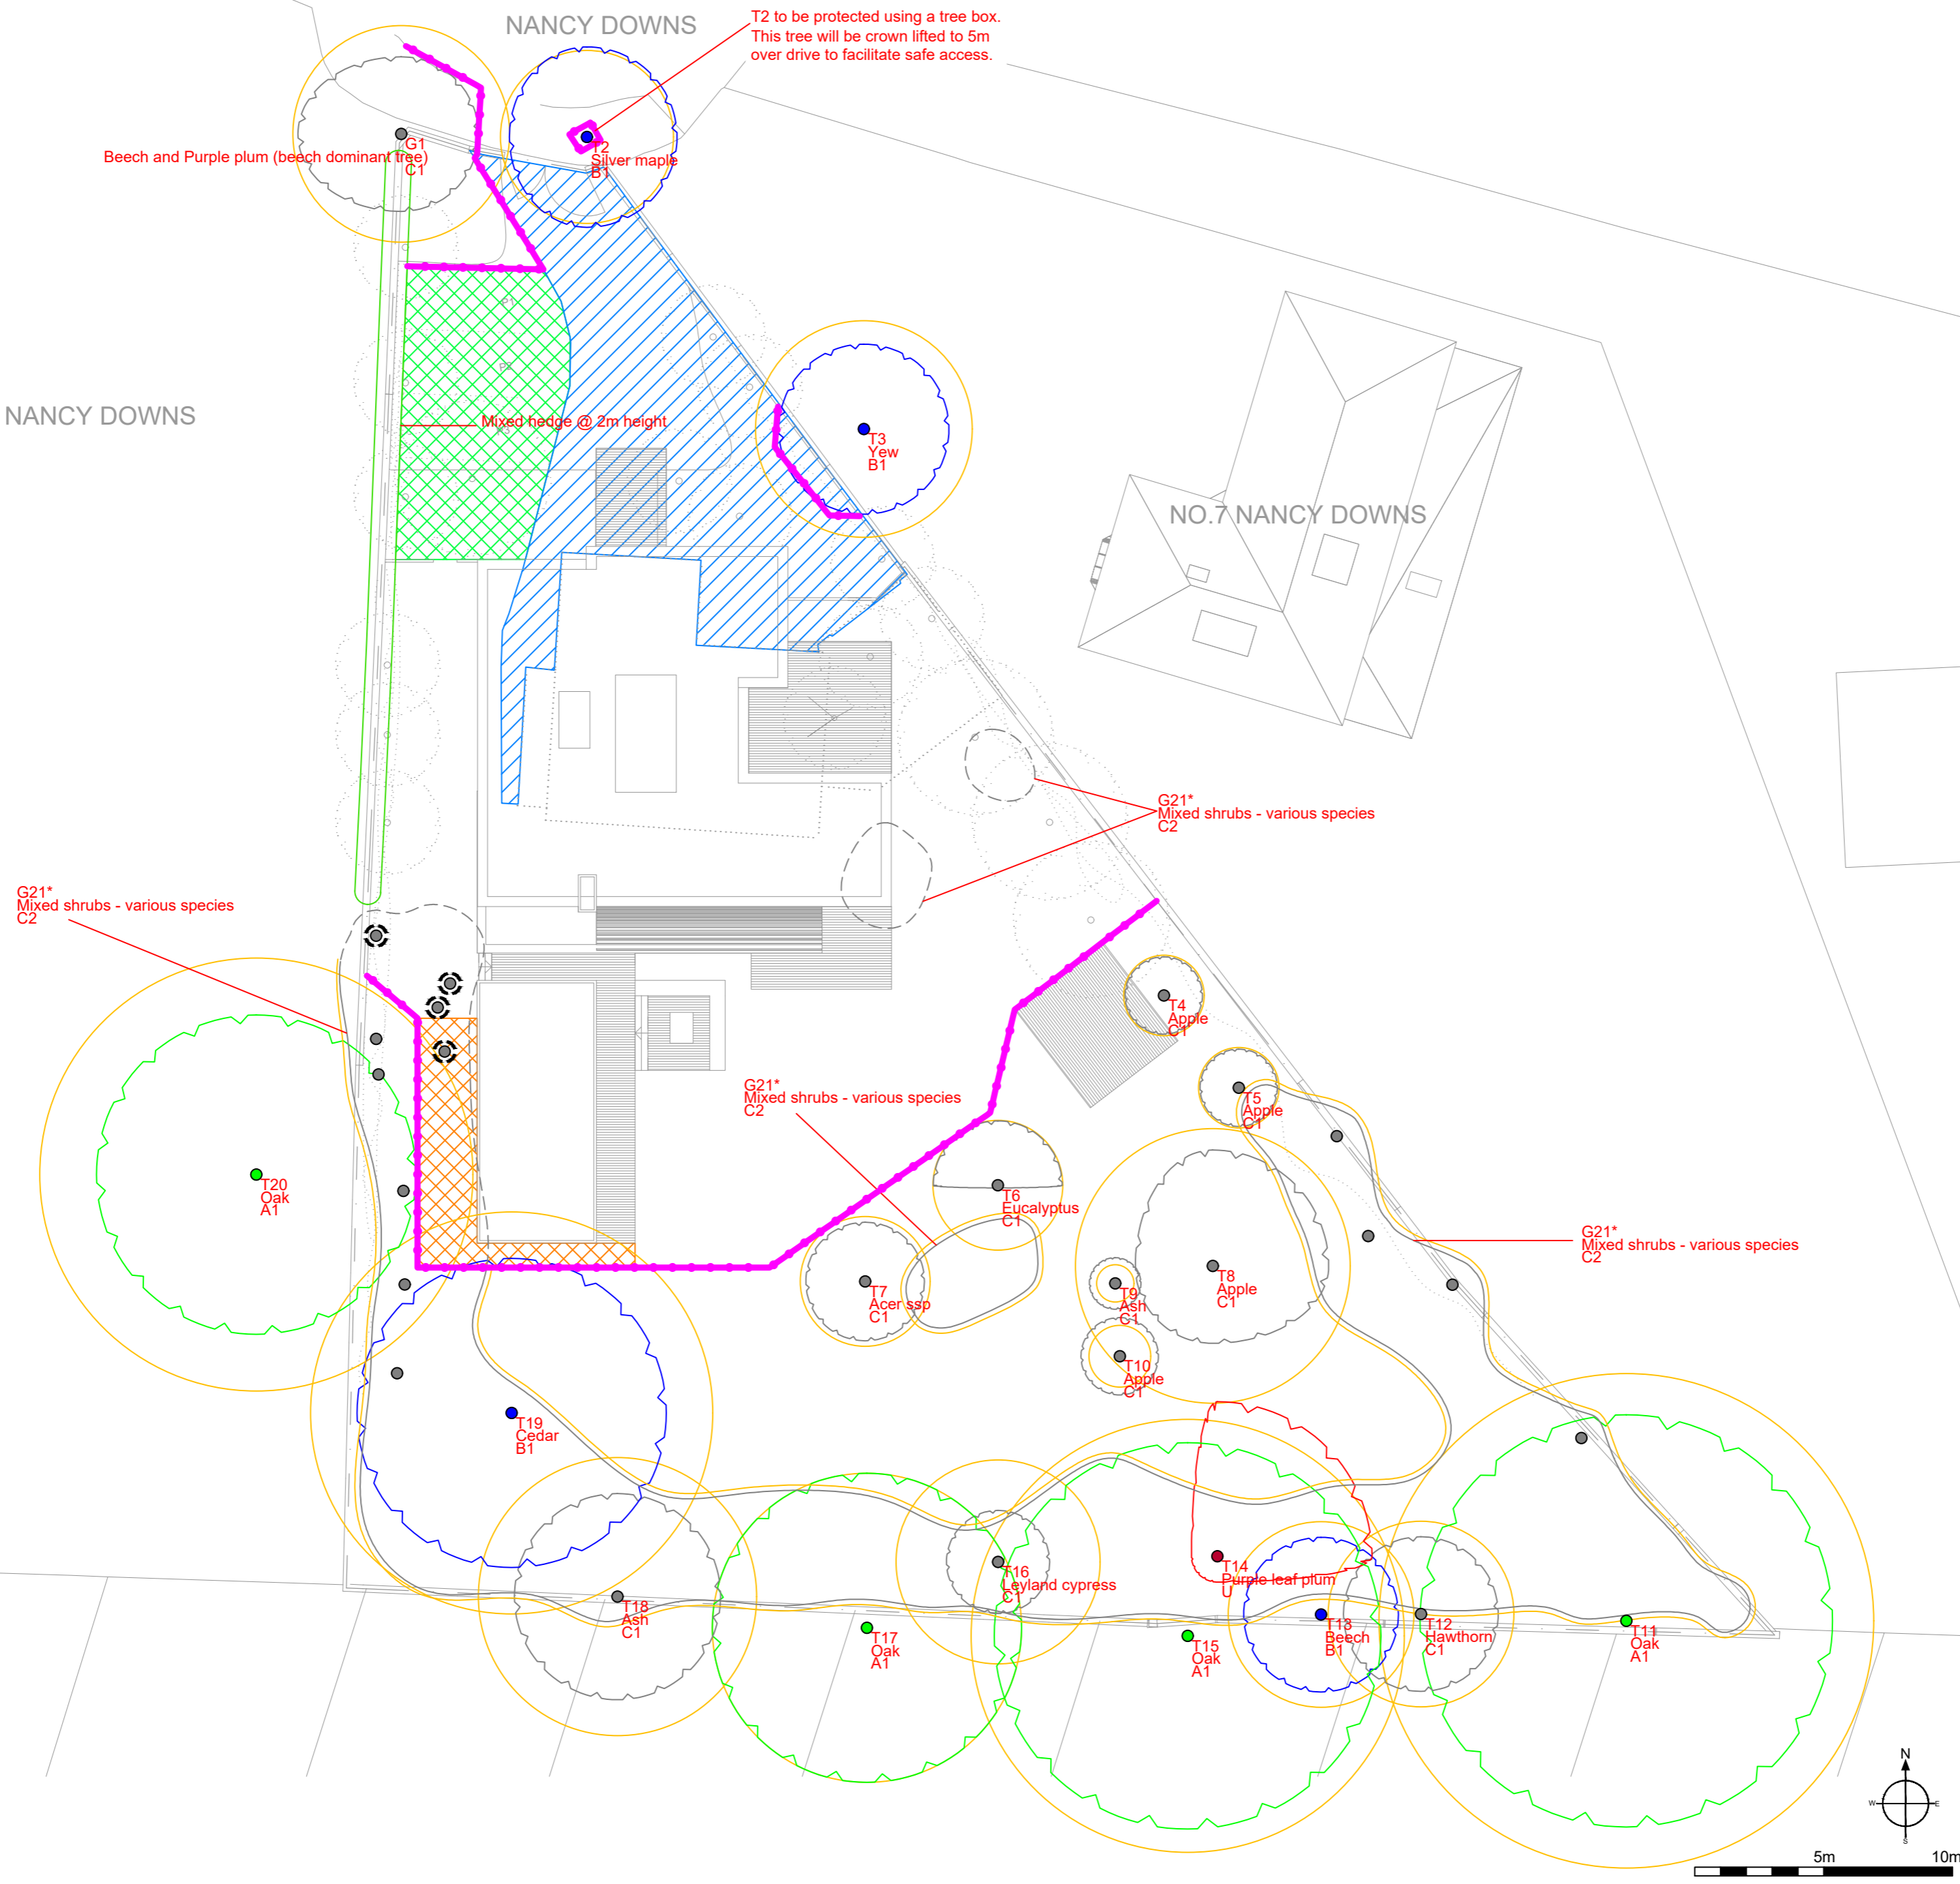 NANCY DOWNS
T2 to be protected using a tree box.
This tree will be crown lifted to 5m
over drive to facilitate safe access.
G1
Beech and Purple plum (beech dominant tree)
C1
T2
Silver maple
B1
P1
P2
Mixed hedge @ 2m height
P3
NANCY DOWNS
T3
Yew
B1
NO.7 NANCY DOWNS
G21*
Mixed shrubs - various species
C2
G21*
Mixed shrubs - various species
C2
T4
Apple
C1
G21*
Mixed shrubs - various species
C2
T5
Apple
C1
T20
Oak
A1
T6
Eucalyptus
C1
G21*
Mixed shrubs - various species
C2
T7
Acer ssp
C1
T8
Apple
C1
T9
Ash
C1
T10
Apple
C1
T19
Cedar
B1
T14
Purple leaf plum
U
T16
Leyland cypress
C1
T18
Ash
C1
T17
Oak
A1
T15
Oak
A1
T13
Beech
B1
T12
Hawthorn
C1
T11
Oak
A1
N
W E
S
5m 10m